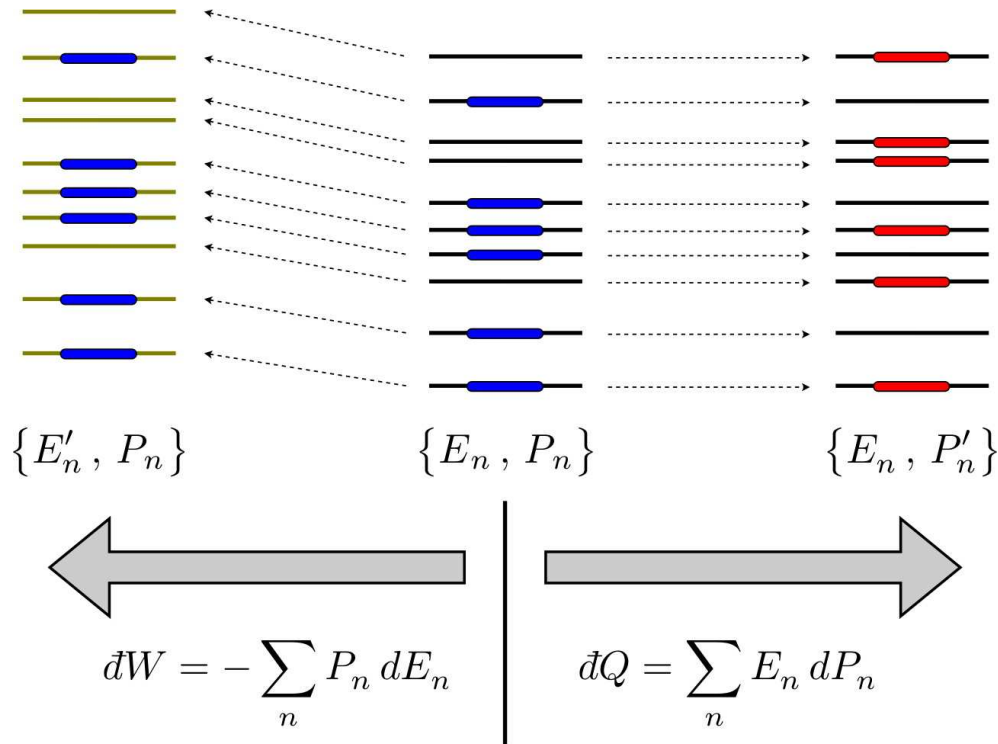 {E′ₙ , Pₙ}
{Eₙ , Pₙ}
{Eₙ , P′ₙ}
đW = − ∑ₙ Pₙ dEₙ
đQ = ∑ₙ Eₙ dPₙ